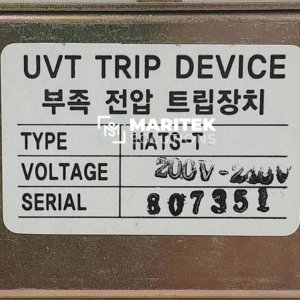 UVT TRIP DEVICE
부족 전압 트립장치
MARITEK
TYPE HATS-1
VOLTAGE 200V-230V
SERIAL 807351